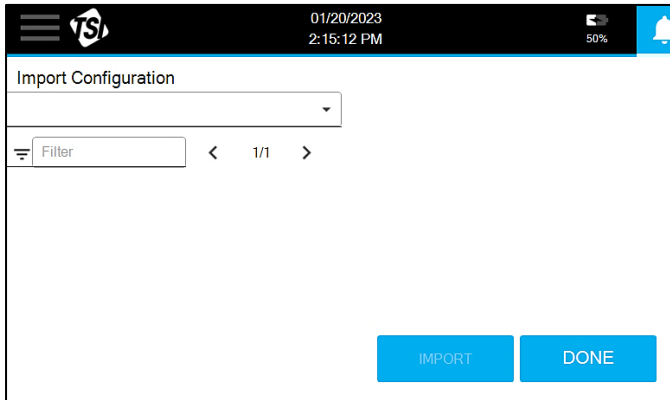 TSI
01/20/2023
2:15:12 PM
50%
Import Configuration
Filter
1/1
IMPORT
DONE